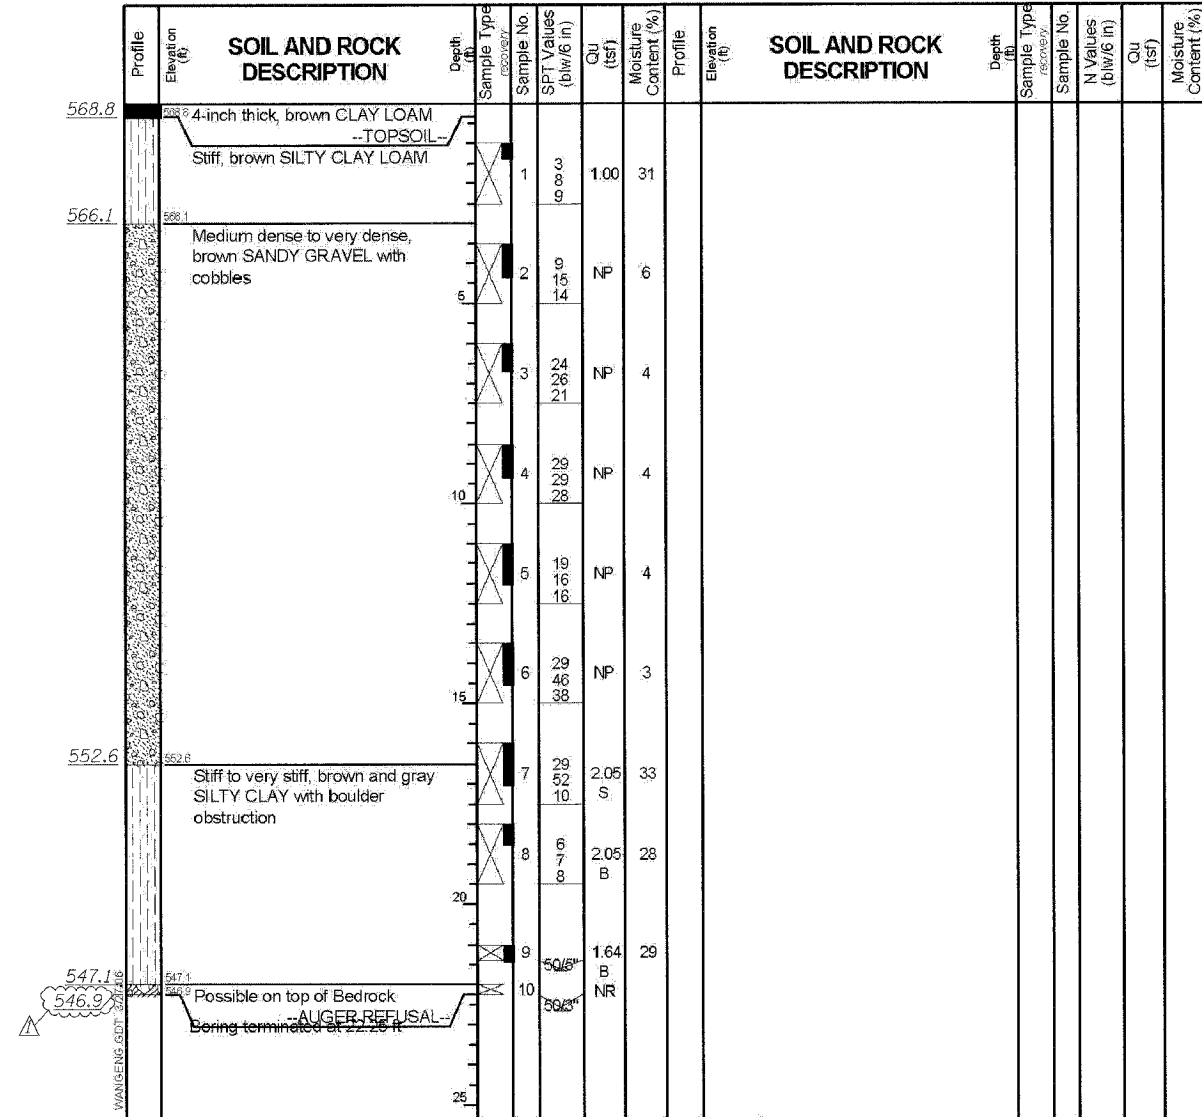 Profile
Elevation (ft)
SOIL AND ROCK
DESCRIPTION
Depth (ft)
Sample Type
recovery
Sample No.
SPT Values
(blw/6 in)
Qu
(tsf)
Moisture
Content (%)
Profile
Elevation
(ft)
SOIL AND ROCK
DESCRIPTION
Depth
(ft)
Sample Type
recovery
Sample No.
N Values
(blw/6 in)
Qu
(tsf)
Moisture
Content (%)
568.8
568.8 4-inch thick, brown CLAY LOAM
--TOPSOIL--
Stiff, brown SILTY CLAY LOAM
1
3
8
9
1.00
31
566.1
566.1
Medium dense to very dense,
brown SANDY GRAVEL with
cobbles
2
9
15
14
NP
6
5
3
24
26
21
NP
4
4
29
29
28
NP
4
10
5
19
16
16
NP
4
6
29
46
38
NP
3
15
552.6
552.6
Stiff to very stiff, brown and gray
SILTY CLAY with boulder
obstruction
7
29
52
10
2.05
S
33
8
6
7
8
2.05
B
28
20
9
50/5"
1.64
B
29
547.1
547.1
546.9
546.9
Possible on top of Bedrock
--AUGER REFUSAL--
Boring terminated at 22.25 ft
10
50/3"
NR
25
WANGENG.GDT